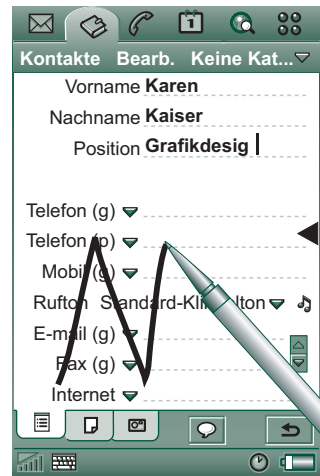 Kontakte Bearb. Keine Kat...
Vorname Karen
Nachname Kaiser
Position Grafikdesig
Telefon (g)
Telefon (p)
Mobil (g)
Rufton Standard-Klingelton
E-mail (g)
Fax (g)
Internet